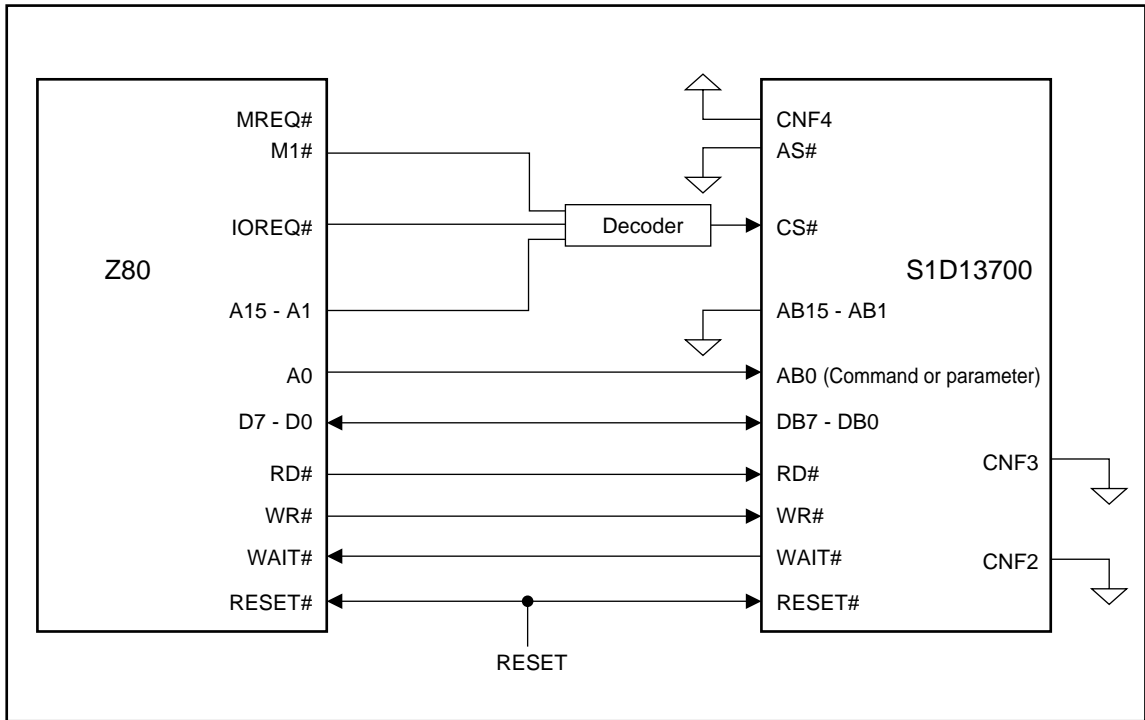 MREQ#
M1#
IOREQ#
Z80
A15 - A1
A0
D7 - D0
RD#
WR#
WAIT#
RESET#
Decoder
RESET
CNF4
AS#
CS#
S1D13700
AB15 - AB1
AB0 (Command or parameter)
DB7 - DB0
CNF3
RD#
WR#
WAIT#
CNF2
RESET#